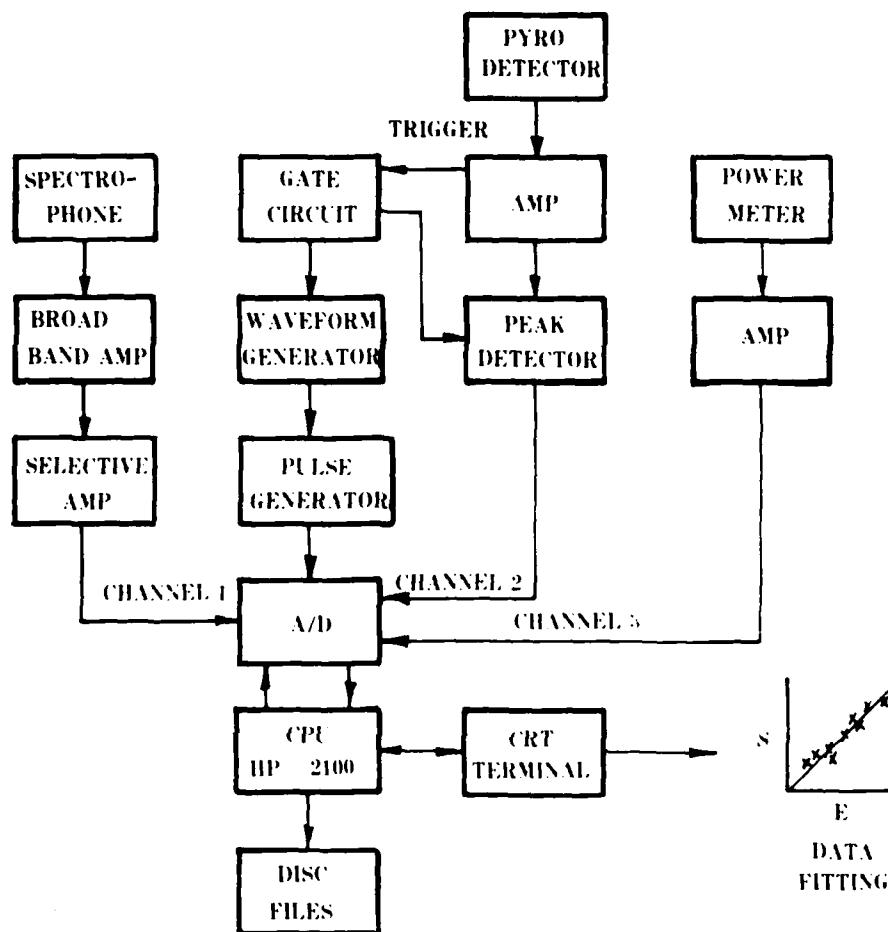 PYRO
DETECTOR
TRIGGER
SPECTRO-
PHONE
GATE
CIRCUIT
AMP
POWER
METER
BROAD
BAND AMP
WAVEFORM
GENERATOR
PEAK
DETECTOR
AMP
SELECTIVE
AMP
PULSE
GENERATOR
CHANNEL 1
A/D
CHANNEL 2
CHANNEL 3
CPU
HP 2100
CRT
TERMINAL
S
E
DATA
FITTING
DISC
FILES